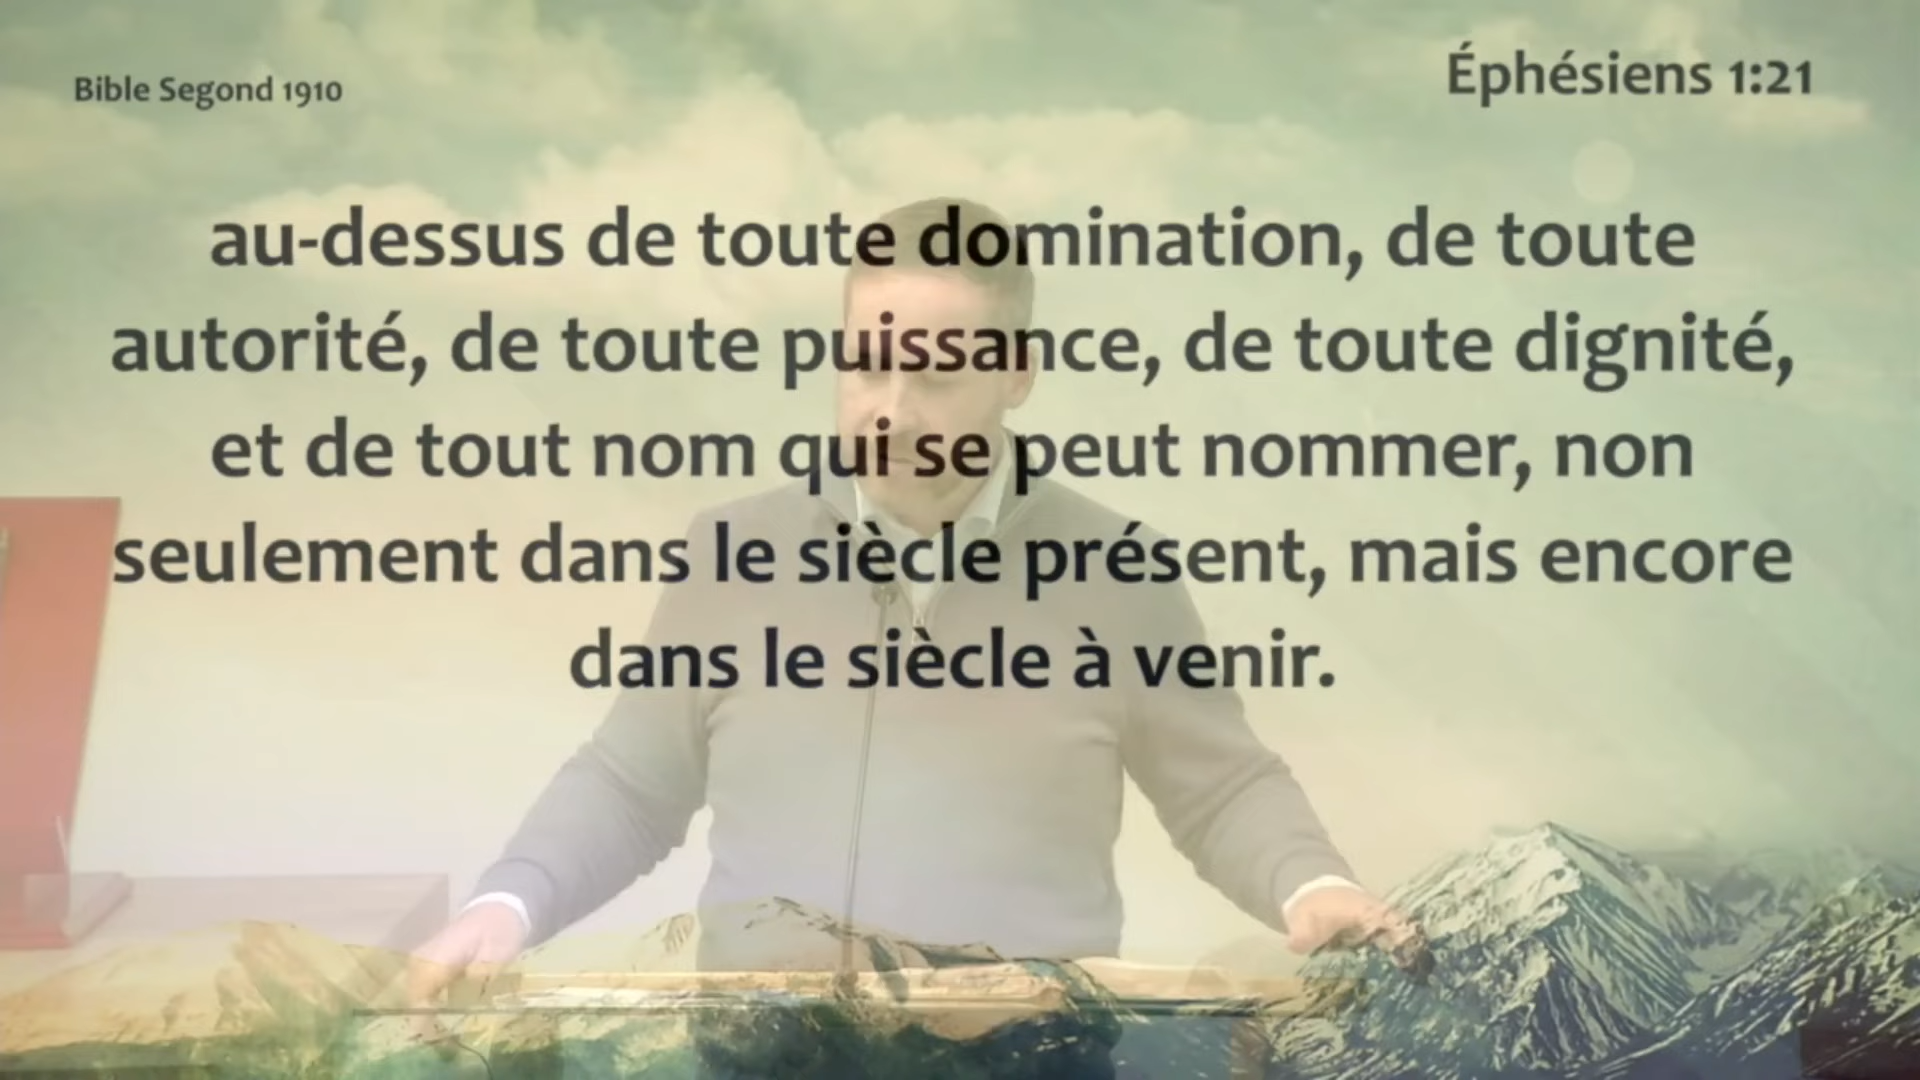 Bible Segond 1910
Éphésiens 1:21
au-dessus de toute domination, de toute
autorité, de toute puissance, de toute dignité,
et de tout nom qui se peut nommer, non
seulement dans le siècle présent, mais encore
dans le siècle à venir.